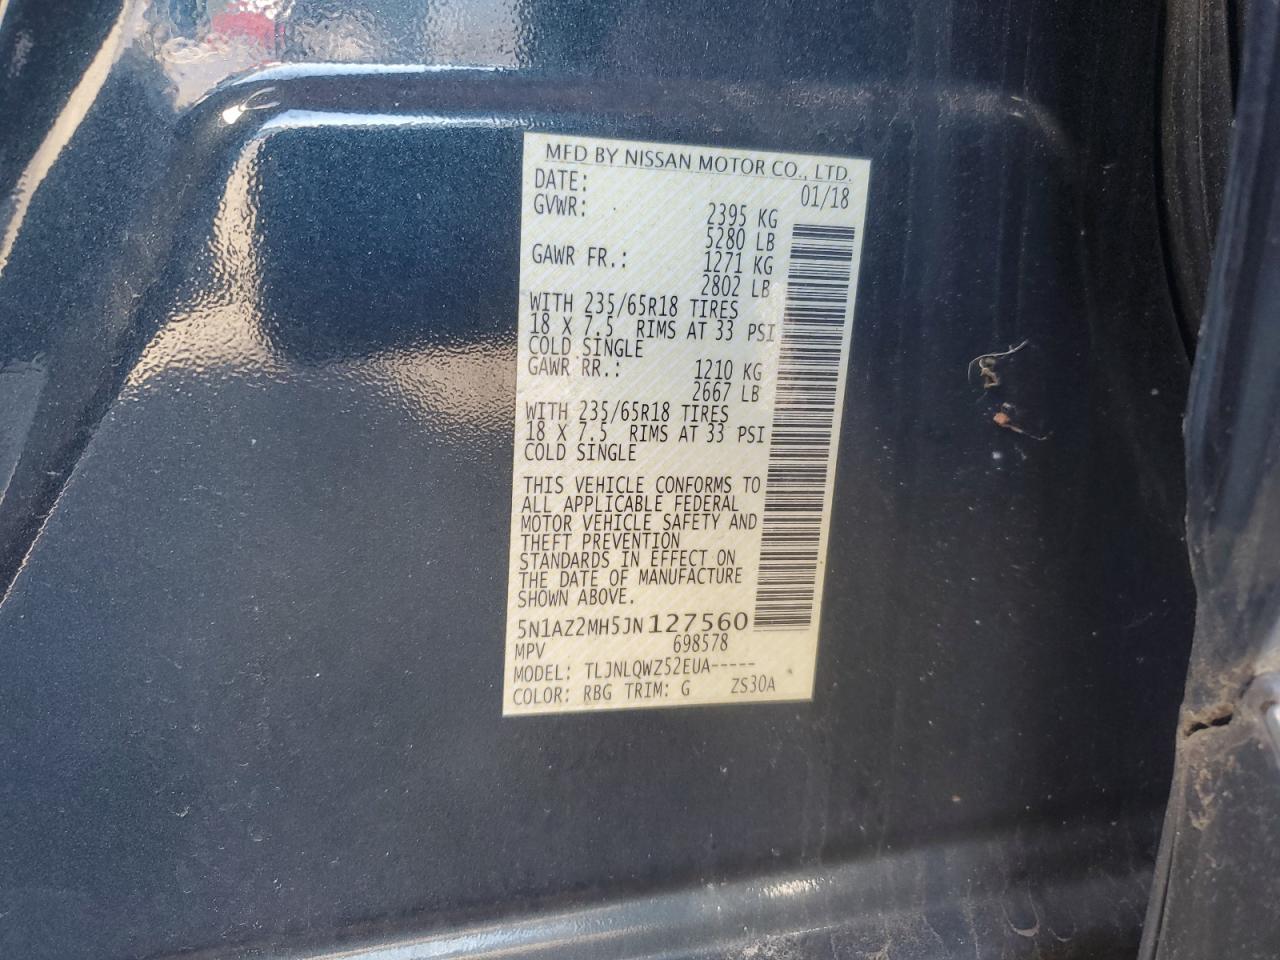 MFD BY NISSAN MOTOR CO., LTD.
DATE: 01/18
GVWR: 2395 KG
5280 LB
GAWR FR.: 1271 KG
2802 LB
WITH 235/65R18 TIRES
18 X 7.5 RIMS AT 33 PSI
COLD SINGLE
GAWR RR.: 1210 KG
2667 LB
WITH 235/65R18 TIRES
18 X 7.5 RIMS AT 33 PSI
COLD SINGLE
THIS VEHICLE CONFORMS TO
ALL APPLICABLE FEDERAL
MOTOR VEHICLE SAFETY AND
THEFT PREVENTION
STANDARDS IN EFFECT ON
THE DATE OF MANUFACTURE
SHOWN ABOVE.
5N1AZ2MH5JN127560
MPV 698578
MODEL: TLJNLQWZ52EUA-----
COLOR: RBG TRIM: G ZS30A